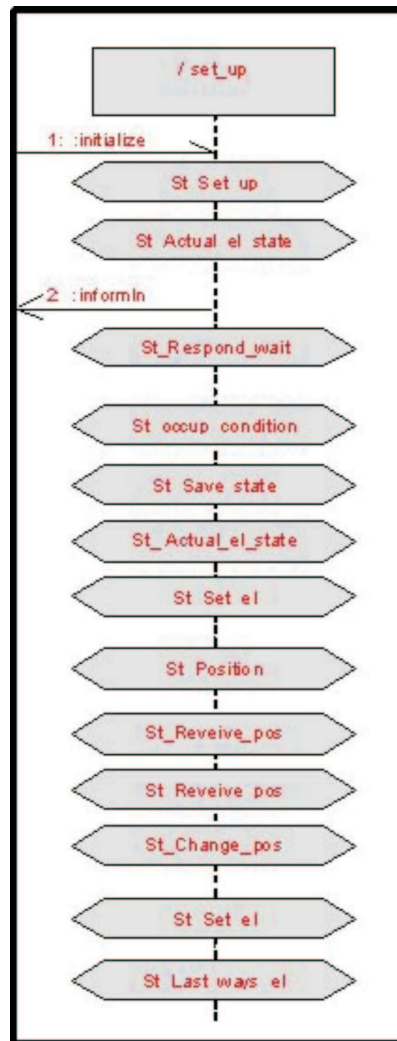 / set_up
1: :initialize
St Set up
St Actual el state
2: :informIn
St_Respond_wait
St occup condition
St Save state
St_Actual_el_state
St Set el
St Position
St_Reveive_pos
St Reveive pos
St_Change_pos
St Set el
St Last ways el